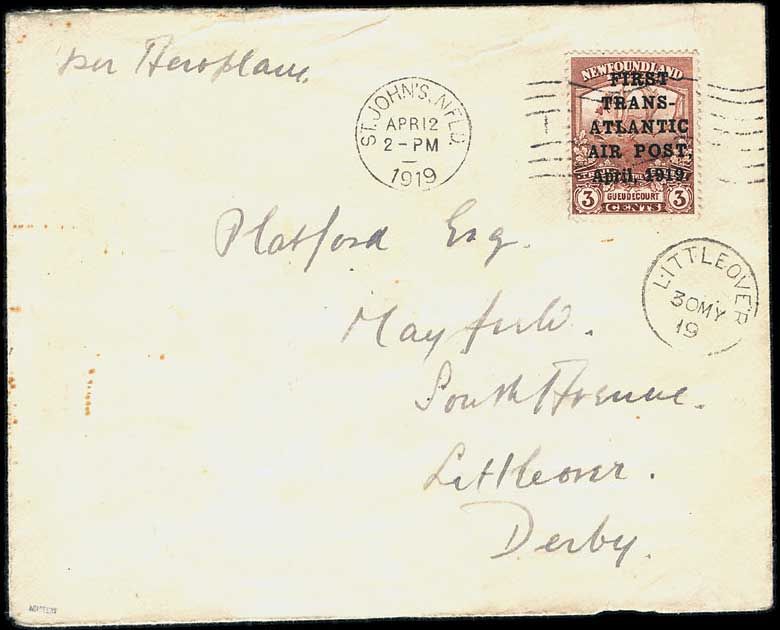 per Aeroplane.
ST. JOHN'S. NFLD.
APR 12
2 - PM
1919
NEWFOUNDLAND
FIRST
TRANS-
ATLANTIC
AIR POST,
April, 1919.
3 GUEUDECOURT 3
CENTS
LITTLEOVER
30 MY
19
Platford Esq.
Mayfield.
South Avenue.
Littleover.
Derby.